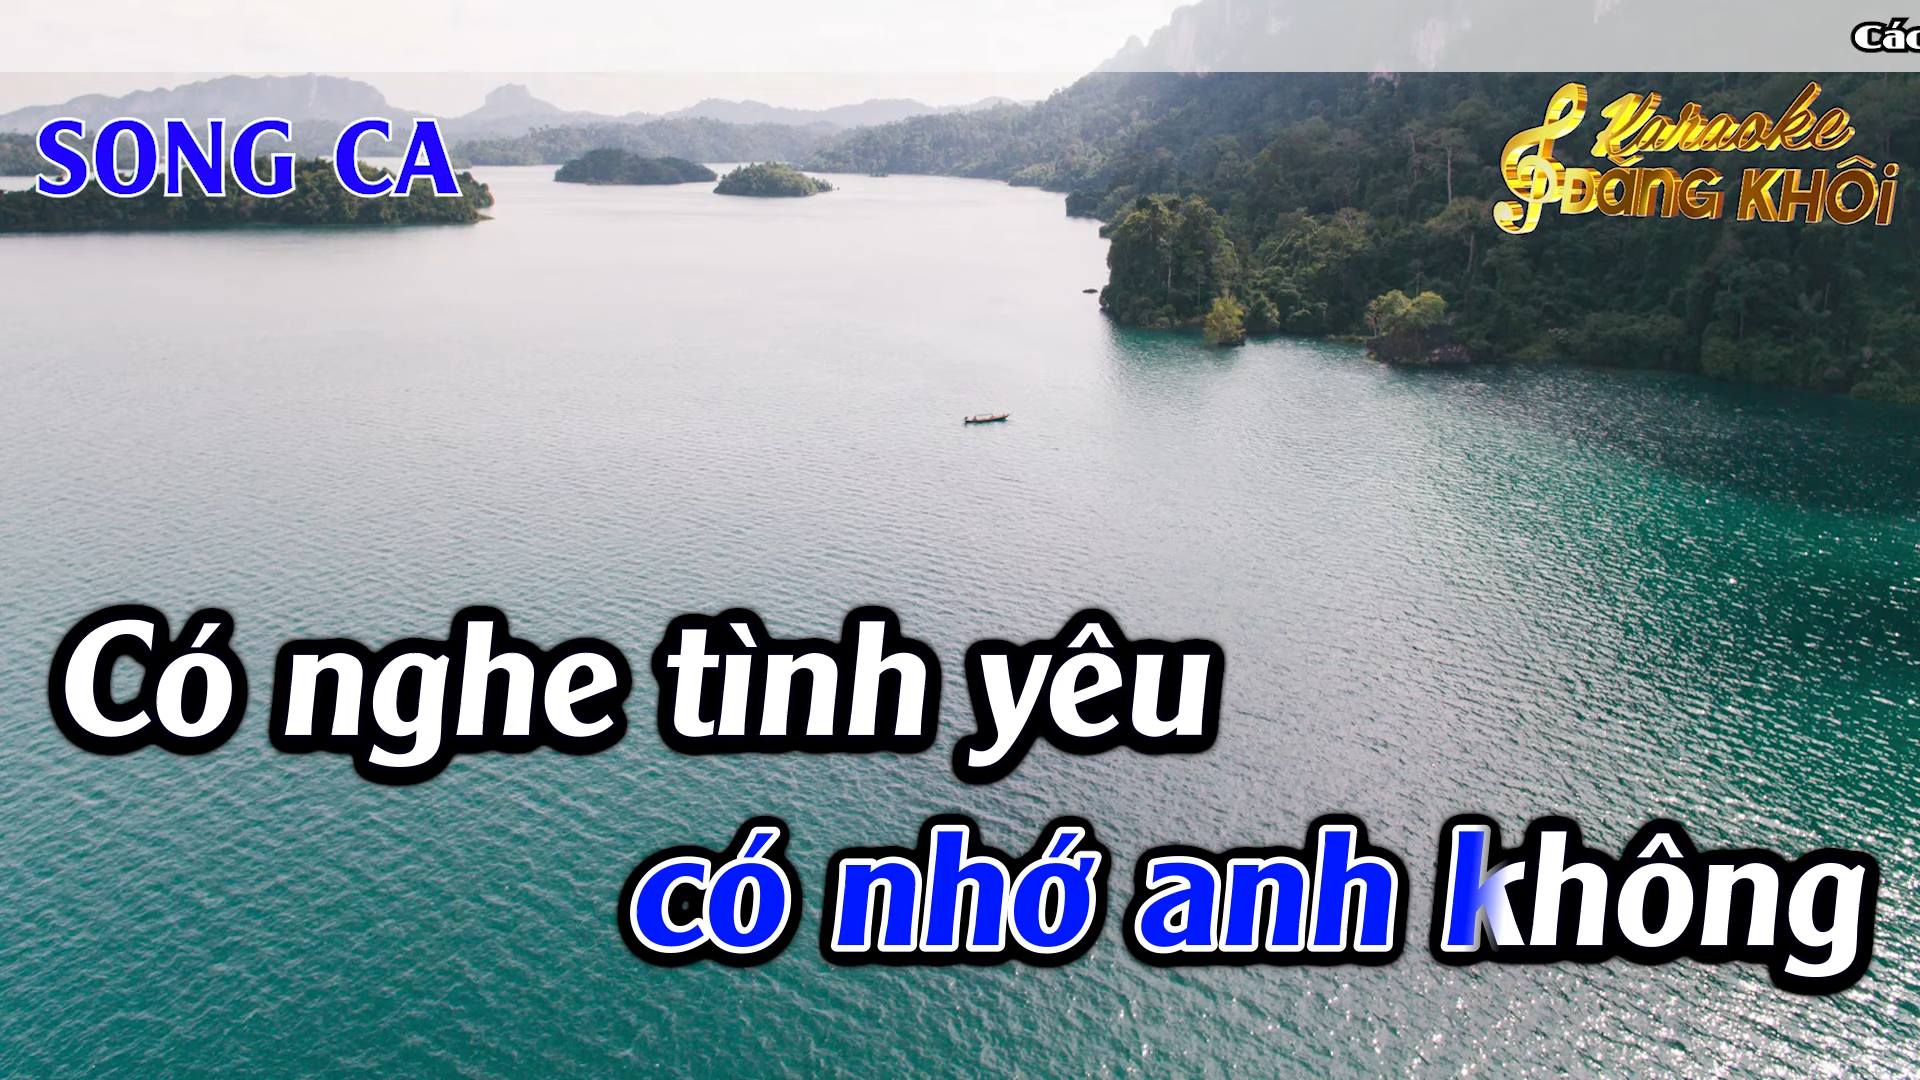 SONG CA
Karaoke
ĐĂNG KHÔI
Có nghe tình yêu
có nhớ anh không